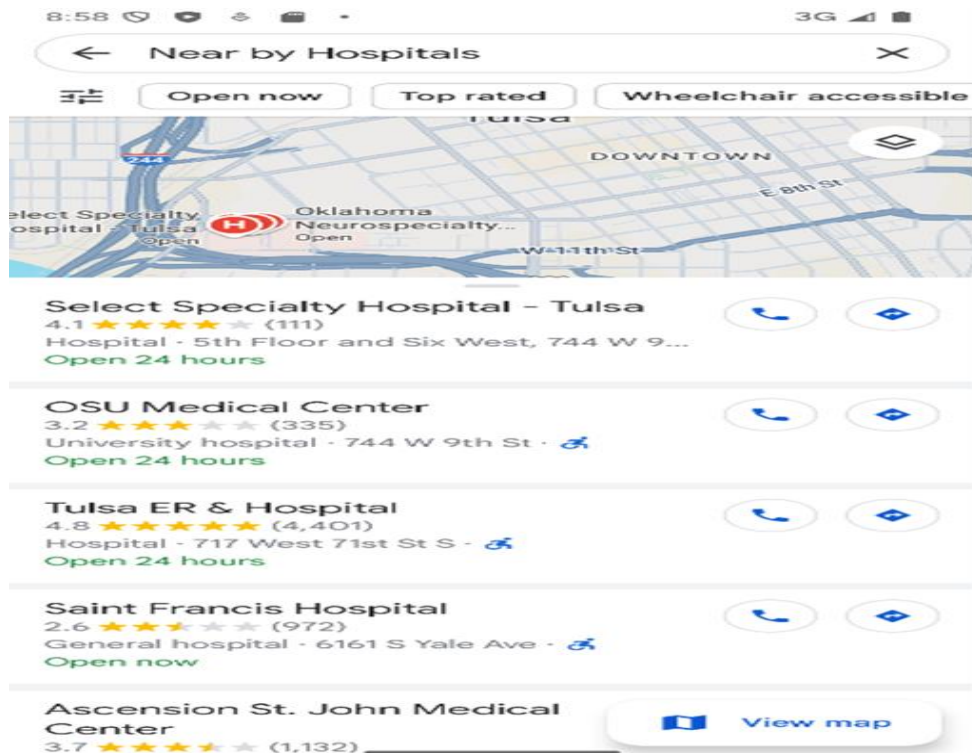 8:58
3G
Near by Hospitals
Open now
Top rated
Wheelchair accessible
Tulsa
244
DOWNTOWN
E 8th St
elect Specialty
ospital - Tulsa
Open
H
Oklahoma
Neurospecialty...
Open
W 11th St
Select Specialty Hospital - Tulsa
4.1 (111)
Hospital · 5th Floor and Six West, 744 W 9...
Open 24 hours
OSU Medical Center
3.2 (335)
University hospital · 744 W 9th St ·
Open 24 hours
Tulsa ER & Hospital
4.8 (4,401)
Hospital · 717 West 71st St S ·
Open 24 hours
Saint Francis Hospital
2.6 (972)
General hospital · 6161 S Yale Ave ·
Open now
Ascension St. John Medical
Center
3.7 (1,132)
View map